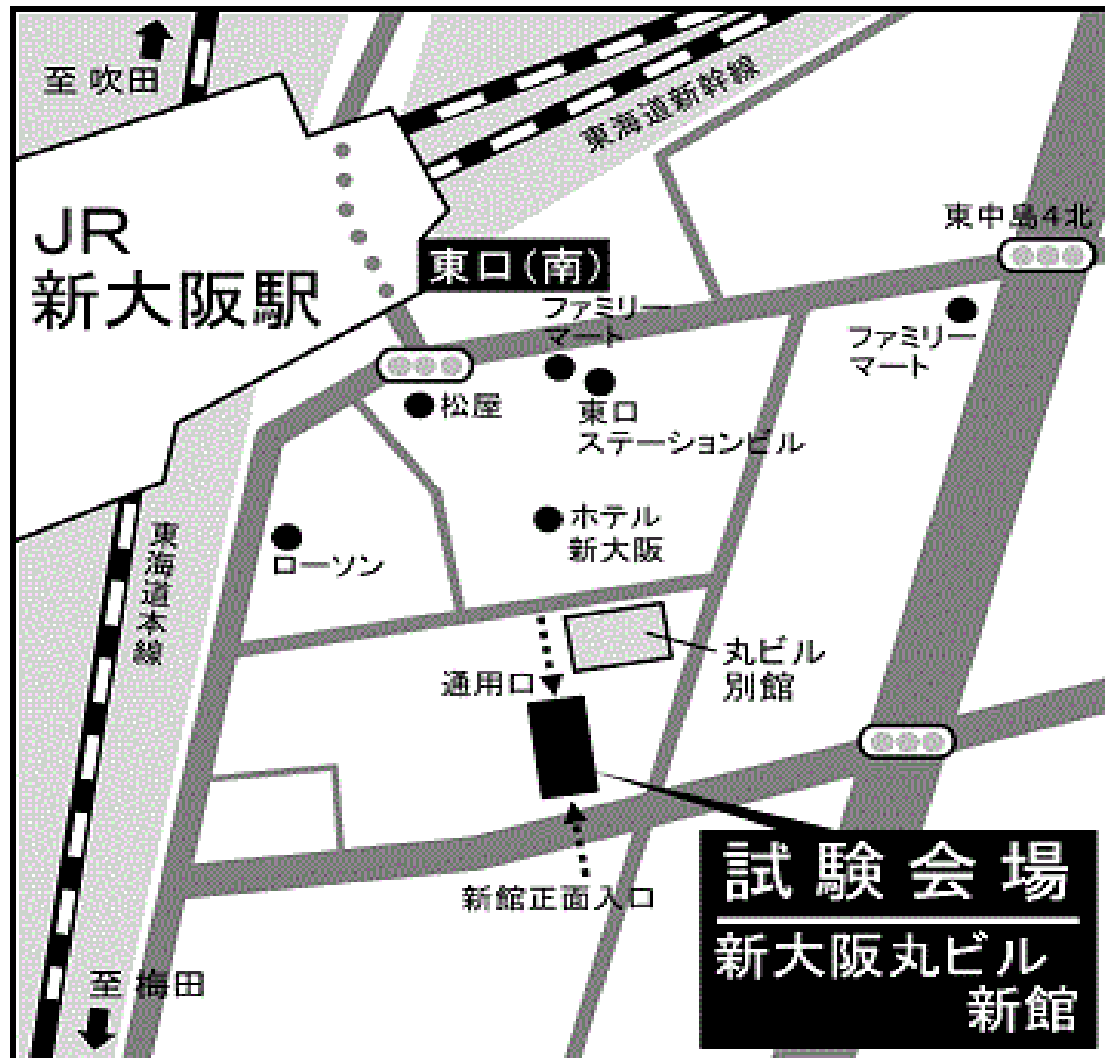 至 吹田
東海道新幹線
JR
新大阪駅
東口(南)
東中島4北
ファミリー
マート
ファミリー
マート
松屋
東口
ステーションビル
ホテル
新大阪
ローソン
東海道本線
丸ビル
別館
通用口
新館正面入口
試験会場
新大阪丸ビル
新館
至 梅田